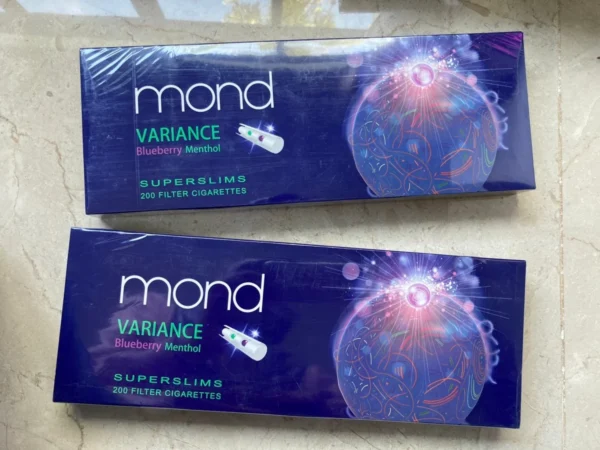 mond
VARIANCE
Blueberry Menthol
SUPERSLIMS
200 FILTER CIGARETTES
mond
VARIANCE
Blueberry Menthol
SUPERSLIMS
200 FILTER CIGARETTES